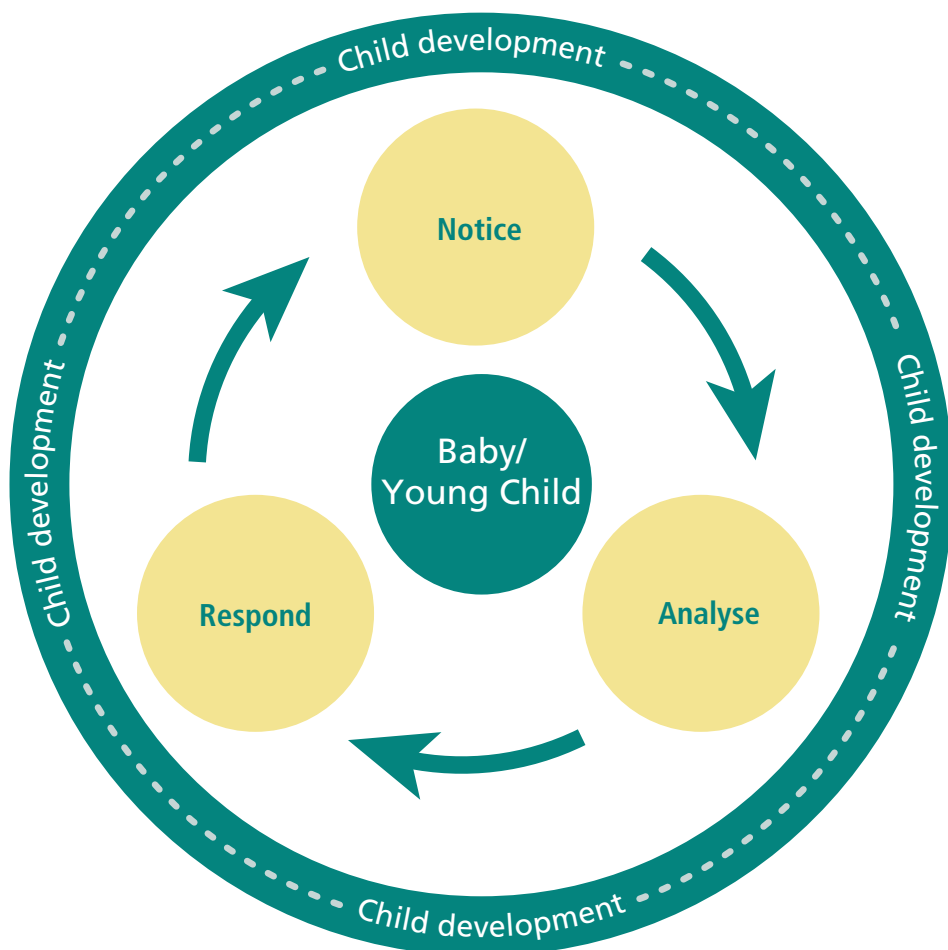 Child development
Notice
Child development
Child development
Baby/
Young Child
Respond
Analyse
Child development